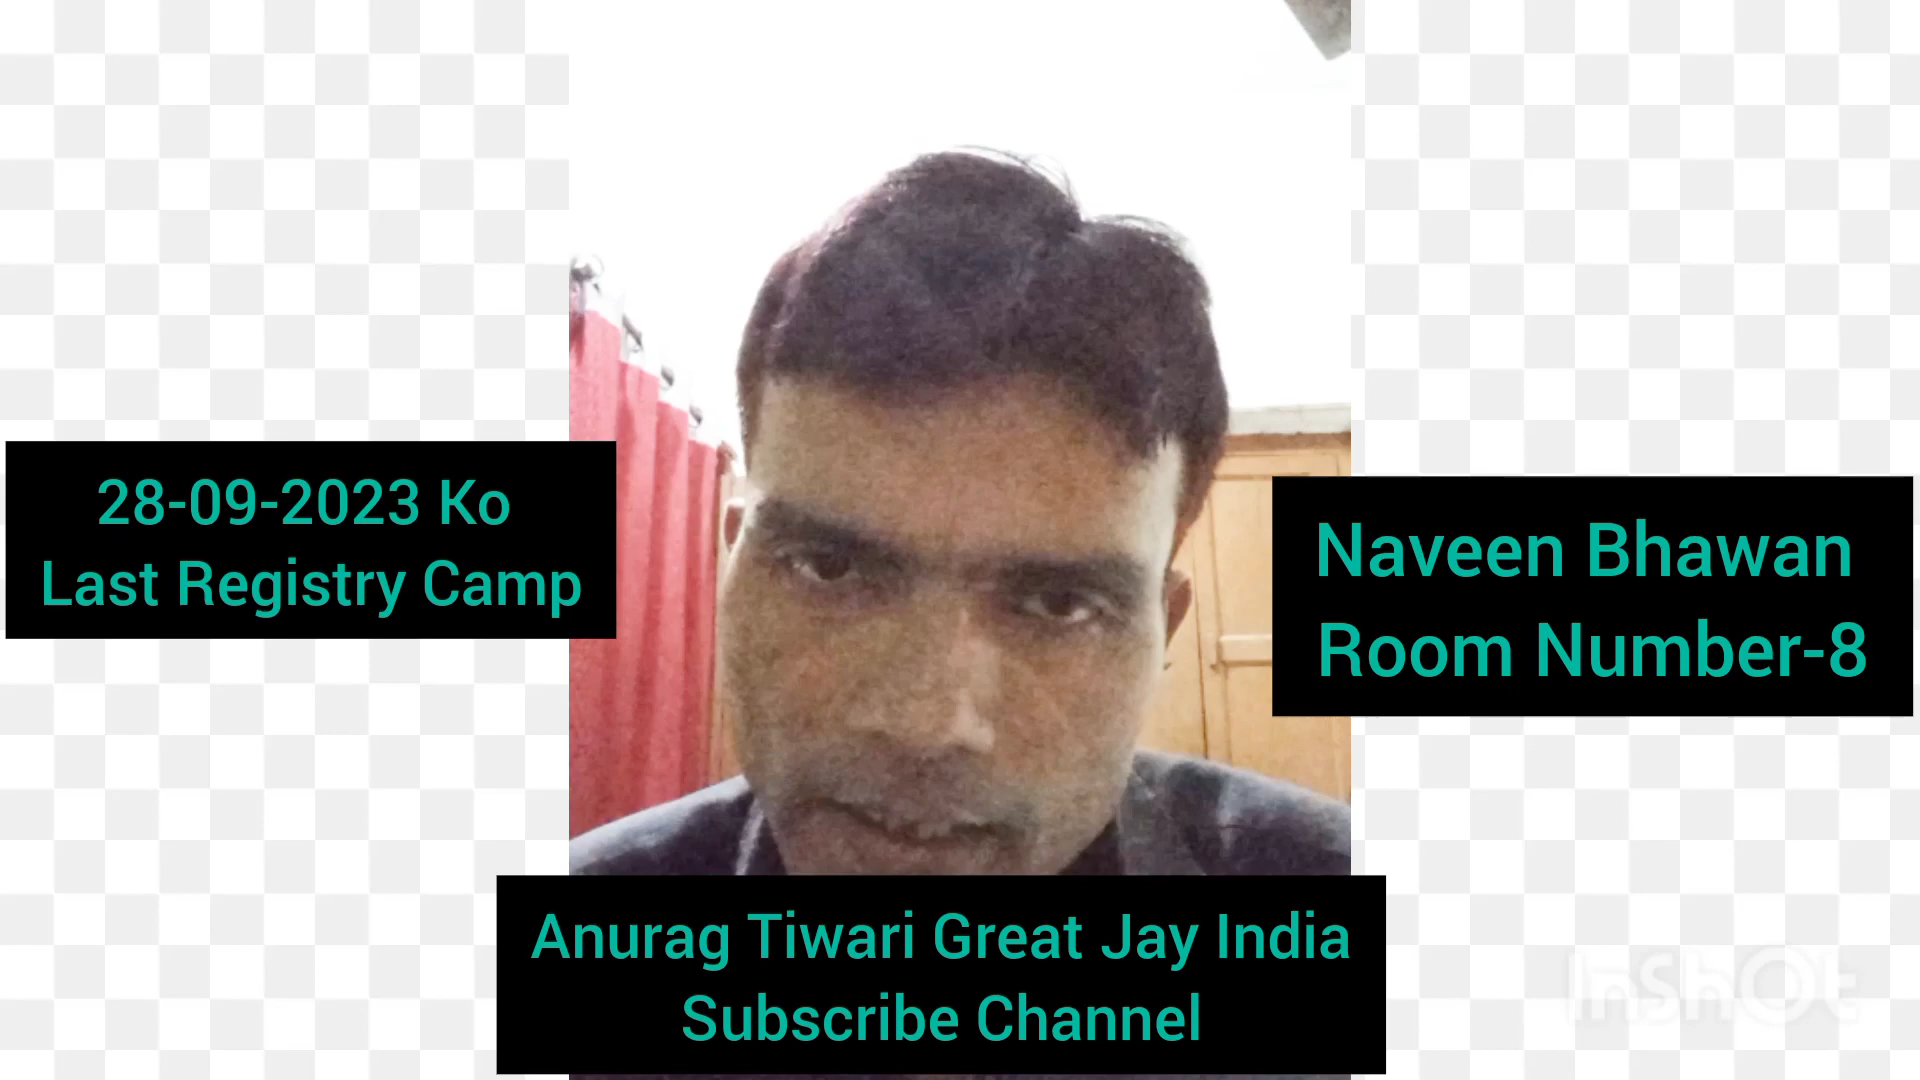 28-09-2023 Ko
Last Registry Camp
Naveen Bhawan
Room Number-8
Anurag Tiwari Great Jay India
Subscribe Channel
InShOt